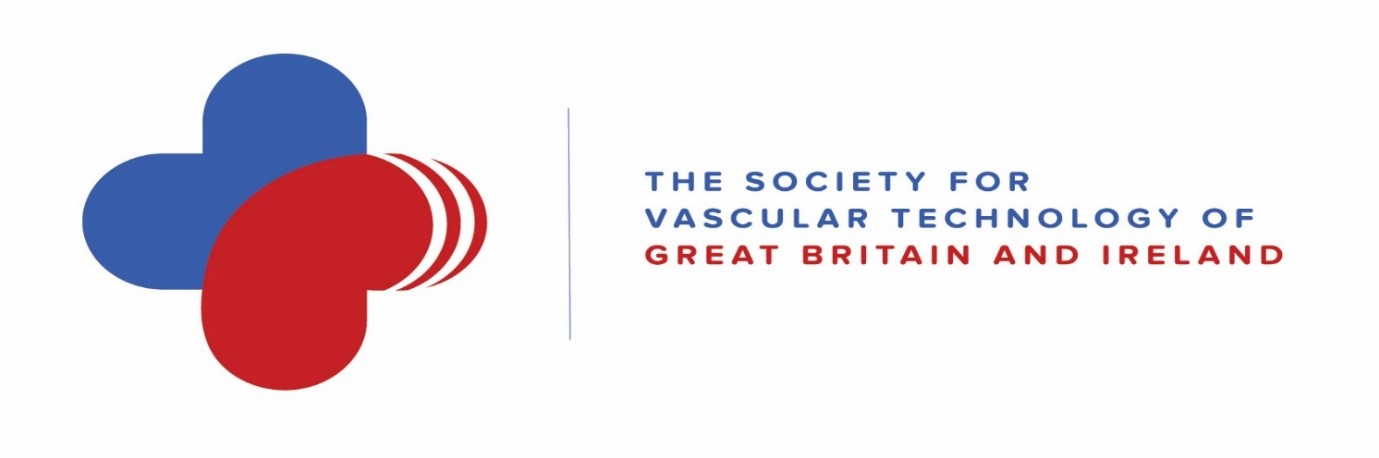 THE SOCIETY FOR
VASCULAR TECHNOLOGY OF
GREAT BRITAIN AND IRELAND